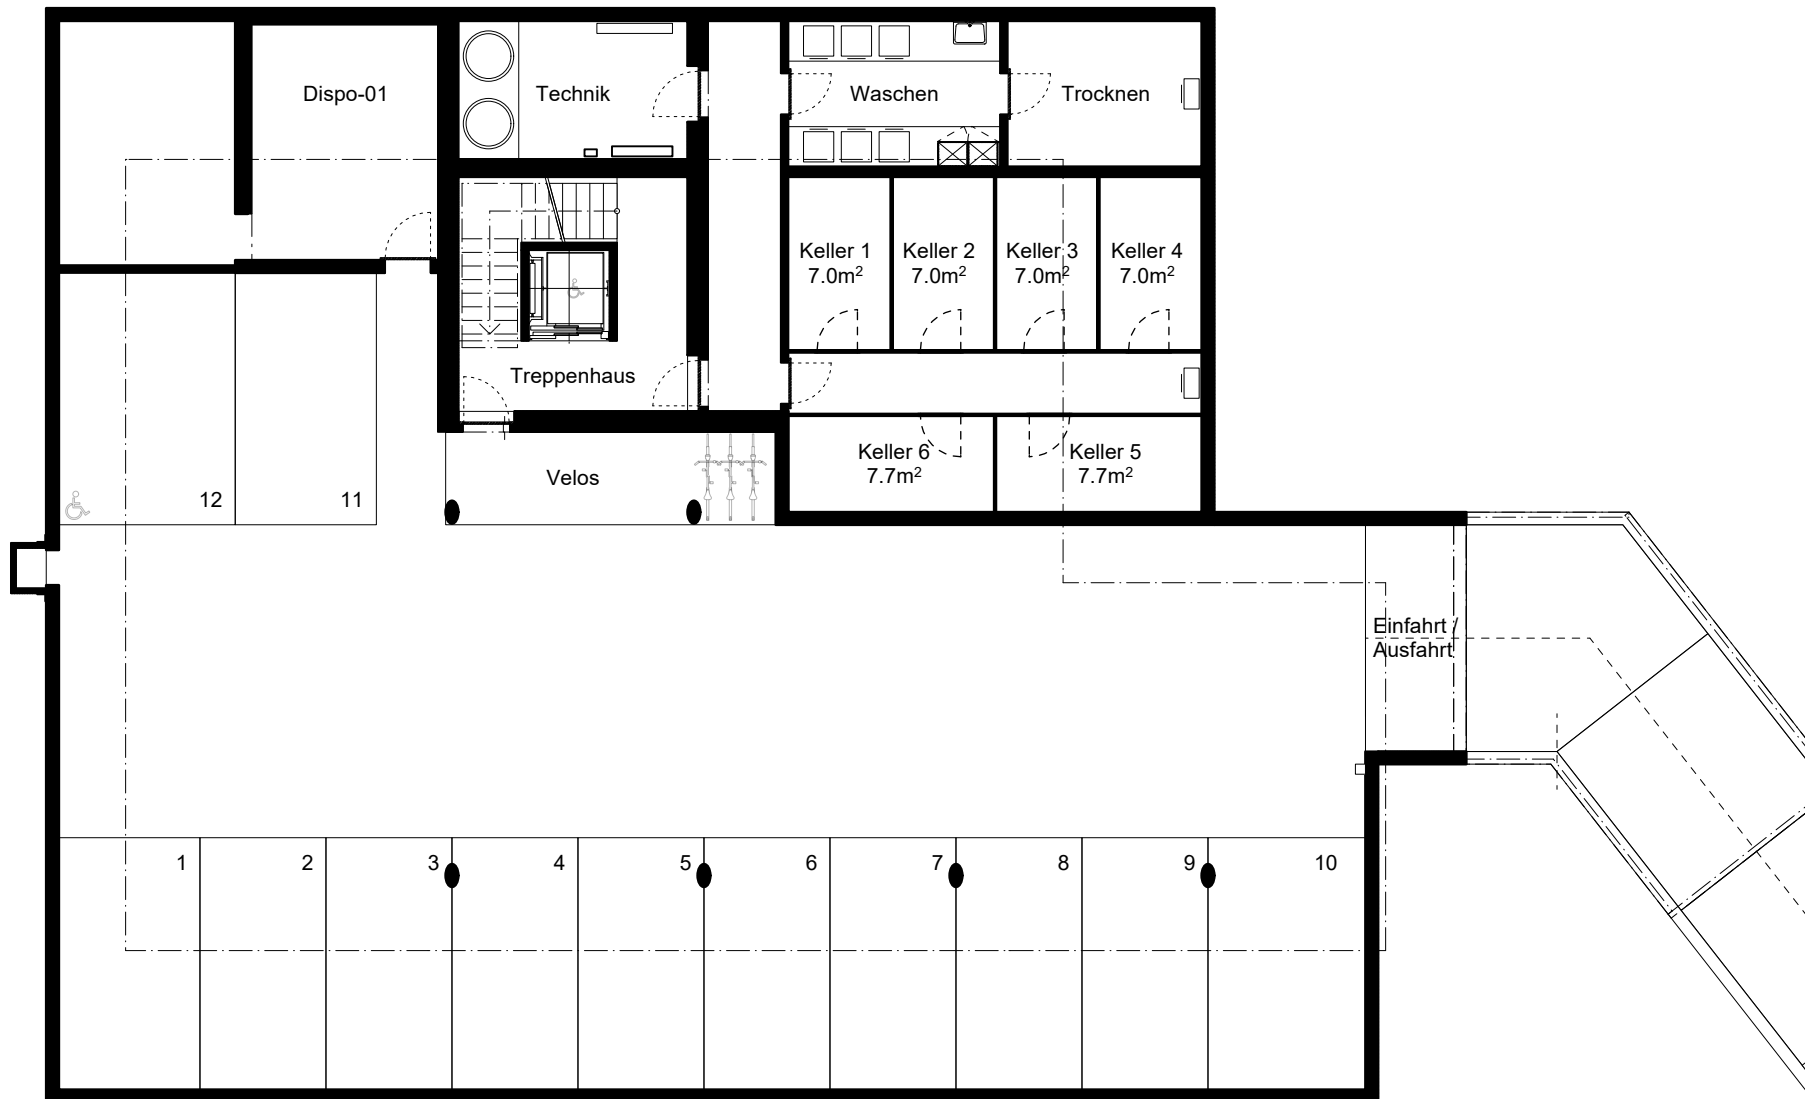 Dispo-01
Technik
Waschen
Trocknen
Keller 1
7.0m²
Keller 2
7.0m²
Keller 3
7.0m²
Keller 4
7.0m²
Treppenhaus
Keller 6
7.7m²
Keller 5
7.7m²
Velos
12
11
Einfahrt /
Ausfahrt
1
2
3
4
5
6
7
8
9
10